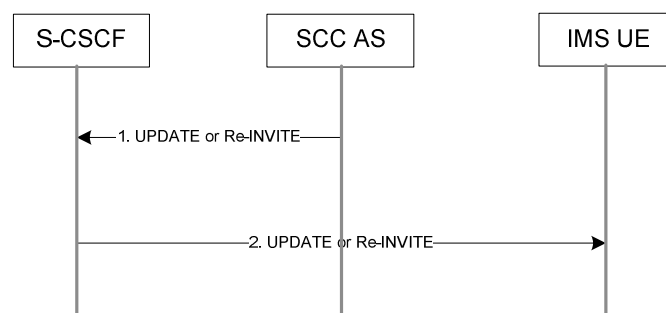 S-CSCF
SCC AS
IMS UE
1. UPDATE or Re-INVITE
2. UPDATE or Re-INVITE